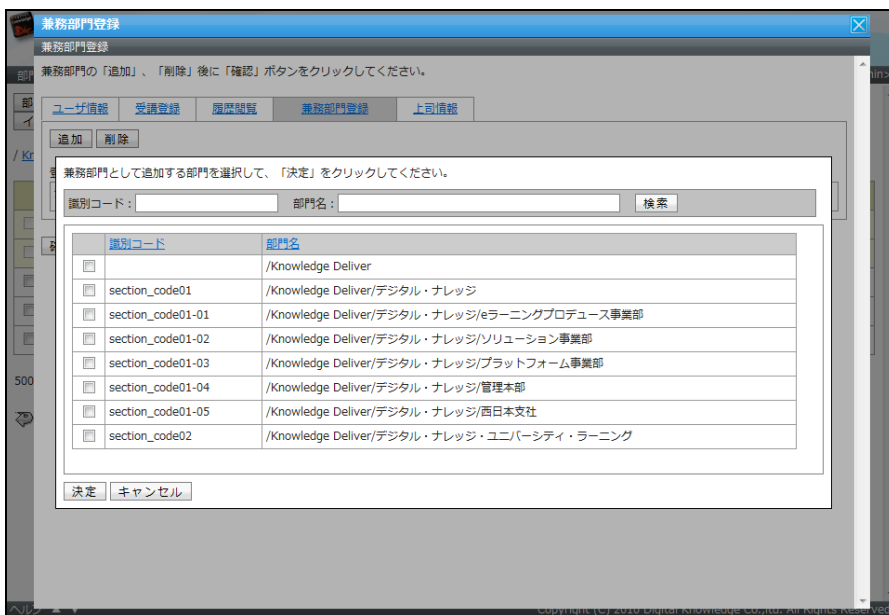 兼務部門登録
兼務部門登録
兼務部門の「追加」、「削除」後に「確認」ボタンをクリックしてください。
ユーザ情報 受講登録 履歴閲覧 兼務部門登録 上司情報
追加 削除
/ Kn
兼務部門として追加する部門を選択して、「決定」をクリックしてください。
識別コード： 部門名： 検索
識別コード 部門名
/Knowledge Deliver
section_code01 /Knowledge Deliver/デジタル・ナレッジ
section_code01-01 /Knowledge Deliver/デジタル・ナレッジ/eラーニングプロデュース事業部
section_code01-02 /Knowledge Deliver/デジタル・ナレッジ/ソリューション事業部
section_code01-03 /Knowledge Deliver/デジタル・ナレッジ/プラットフォーム事業部
section_code01-04 /Knowledge Deliver/デジタル・ナレッジ/管理本部
section_code01-05 /Knowledge Deliver/デジタル・ナレッジ/西日本支社
section_code02 /Knowledge Deliver/デジタル・ナレッジ・ユニバーシティ・ラーニング
500
決定 キャンセル
ヘルプ ▲ ▼ Copyright (C) 2010 Digital Knowledge Co.,ltd. All Rights Reserved